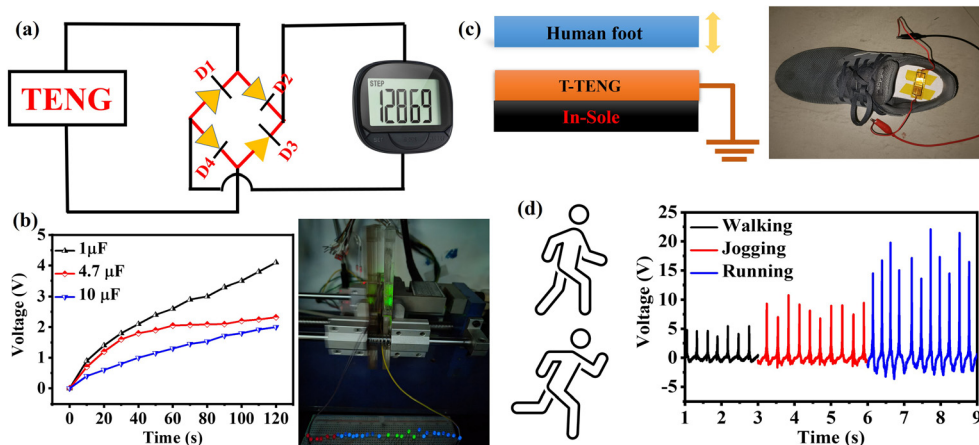 (a)
TENG
D1
D2
D3
D4
STEP
12869
(b)
Voltage (V)
5
4
3
2
1
0
1μF
4.7 μF
10 μF
0 20 40 60 80 100 120
Time (s)
(c)
Human foot
T-TENG
In-Sole
(d)
Voltage (V)
25
20
15
10
5
0
-5
Walking
Jogging
Running
1 2 3 4 5 6 7 8 9
Time (s)